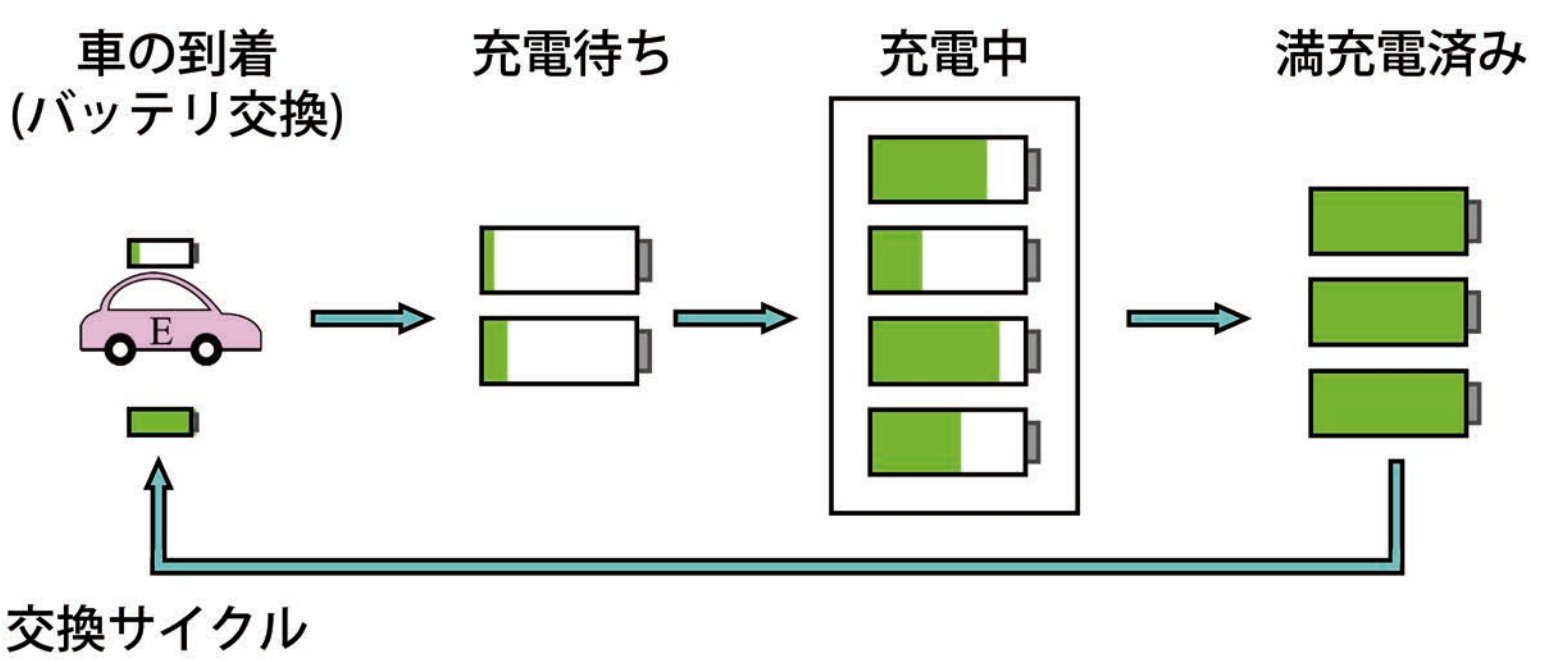 車の到着
(バッテリ交換)
充電待ち
充電中
満充電済み
E
交換サイクル